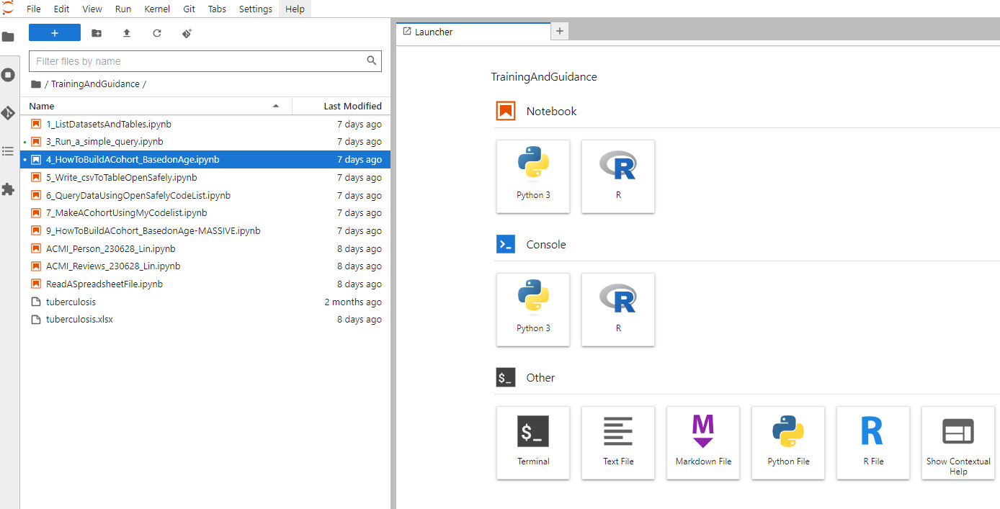 File Edit View Run Kernel Git Tabs Settings Help
+
Filter files by name
/ TrainingAndGuidance /
Name Last Modified
1_ListDatasetsAndTables.ipynb 7 days ago
3_Run_a_simple_query.ipynb 7 days ago
4_HowToBuildACohort_BasedonAge.ipynb 7 days ago
5_Write_csvToTableOpenSafely.ipynb 7 days ago
6_QueryDataUsingOpenSafelyCodeList.ipynb 7 days ago
7_MakeACohortUsingMyCodelist.ipynb 7 days ago
9_HowToBuildACohort_BasedonAge-MASSIVE.ipynb 7 days ago
ACMI_Person_230628_Lin.ipynb 8 days ago
ACMI_Reviews_230628_Lin.ipynb 8 days ago
ReadASpreadsheetFile.ipynb 8 days ago
tuberculosis 2 months ago
tuberculosis.xlsx 8 days ago
Launcher +
TrainingAndGuidance
Notebook
R
Python 3 R
>_ Console
R
Python 3 R
$_ Other
$_ M R
Terminal Text File Markdown File Python File R File Show Contextual
Help